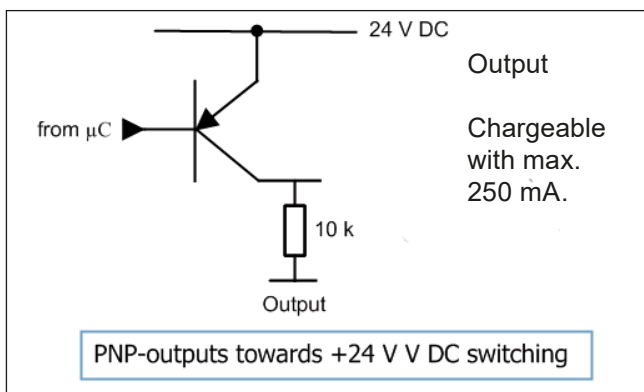 24 V DC
Output
from µC
Chargeable
with max.
250 mA.
10 k
Output
PNP-outputs towards +24 V V DC switching